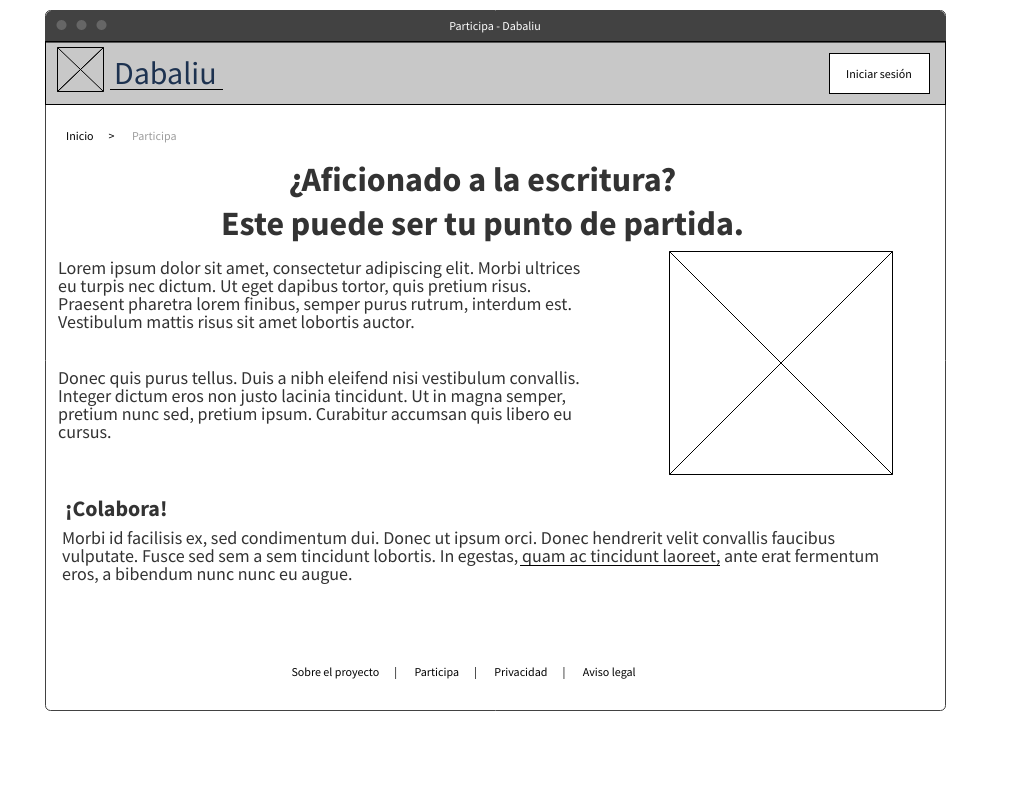 Participa - Dabaliu
Dabaliu
Iniciar sesión
Inicio > Participa
¿Aficionado a la escritura?
Este puede ser tu punto de partida.
Lorem ipsum dolor sit amet, consectetur adipiscing elit. Morbi ultrices
eu turpis nec dictum. Ut eget dapibus tortor, quis pretium risus.
Praesent pharetra lorem finibus, semper purus rutrum, interdum est.
Vestibulum mattis risus sit amet lobortis auctor.
Donec quis purus tellus. Duis a nibh eleifend nisi vestibulum convallis.
Integer dictum eros non justo lacinia tincidunt. Ut in magna semper,
pretium nunc sed, pretium ipsum. Curabitur accumsan quis libero eu
cursus.
¡Colabora!
Morbi id facilisis ex, sed condimentum dui. Donec ut ipsum orci. Donec hendrerit velit convallis faucibus
vulputate. Fusce sed sem a sem tincidunt lobortis. In egestas, quam ac tincidunt laoreet, ante erat fermentum
eros, a bibendum nunc nunc eu augue.
Sobre el proyecto | Participa | Privacidad | Aviso legal